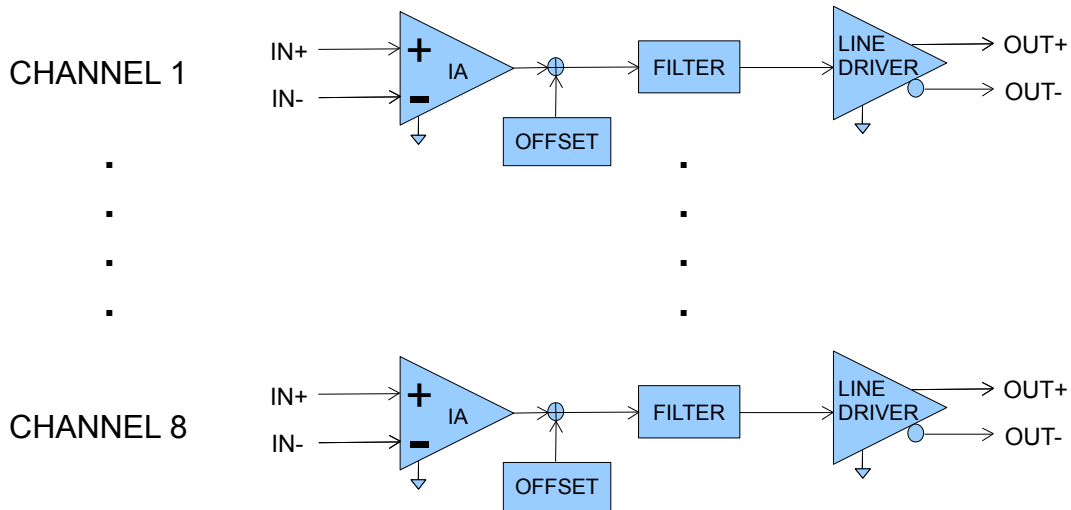 CHANNEL 1
IN+
IN-
+
-
IA
OFFSET
FILTER
LINE
DRIVER
OUT+
OUT-
CHANNEL 8
IN+
IN-
+
-
IA
OFFSET
FILTER
LINE
DRIVER
OUT+
OUT-